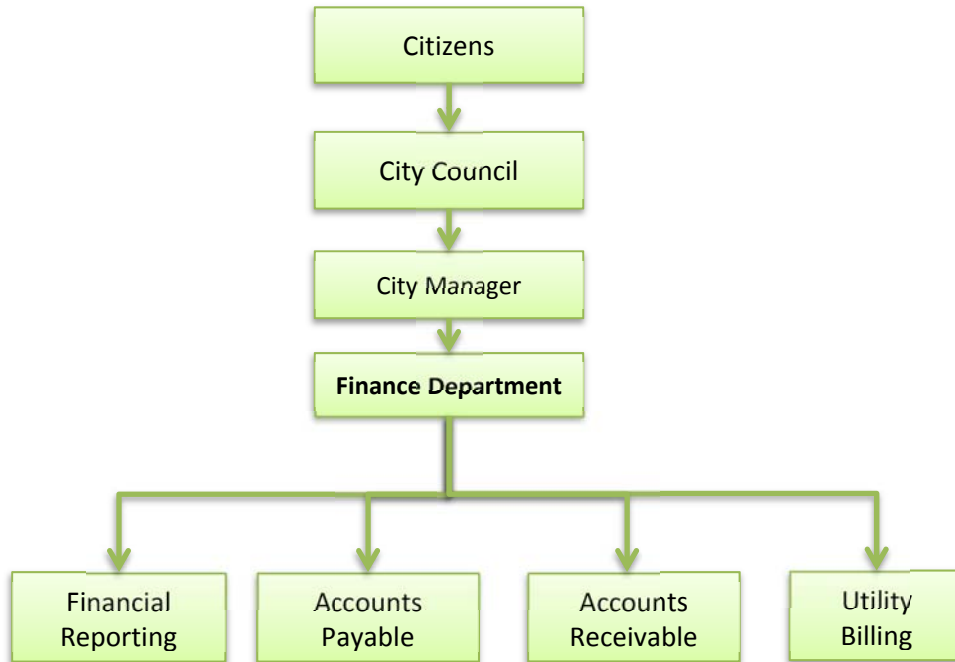 Citizens
City Council
City Manager
Finance Department
Financial
Reporting
Accounts
Payable
Accounts
Receivable
Utility
Billing